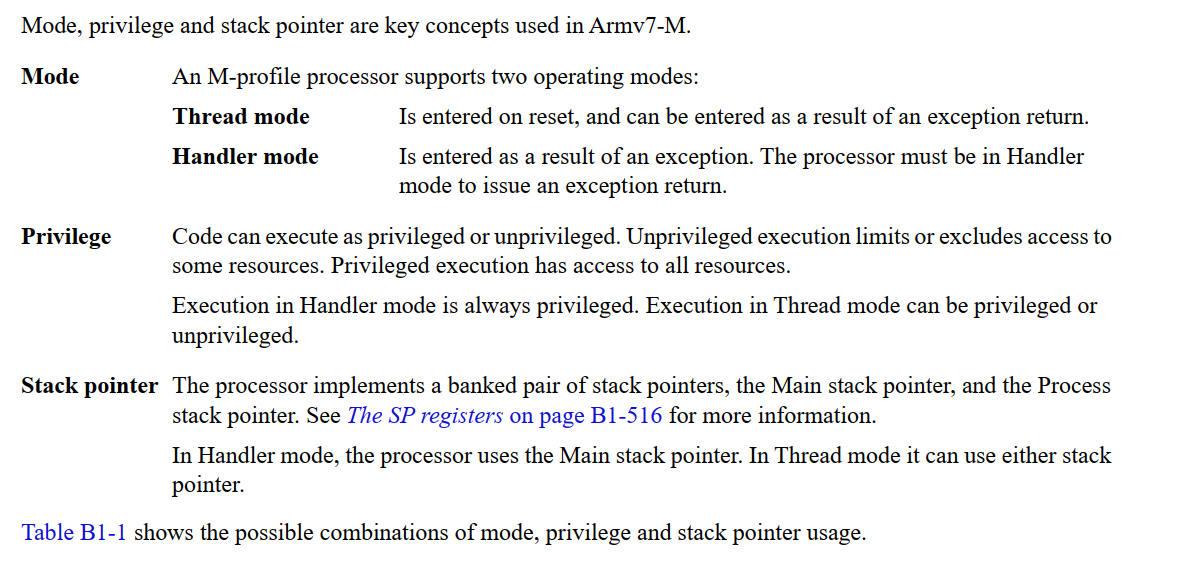 Mode, privilege and stack pointer are key concepts used in Armv7-M.
Mode An M-profile processor supports two operating modes:
Thread mode Is entered on reset, and can be entered as a result of an exception return.
Handler mode Is entered as a result of an exception. The processor must be in Handler
mode to issue an exception return.
Privilege Code can execute as privileged or unprivileged. Unprivileged execution limits or excludes access to
some resources. Privileged execution has access to all resources.
Execution in Handler mode is always privileged. Execution in Thread mode can be privileged or
unprivileged.
Stack pointer The processor implements a banked pair of stack pointers, the Main stack pointer, and the Process
stack pointer. See The SP registers on page B1-516 for more information.
In Handler mode, the processor uses the Main stack pointer. In Thread mode it can use either stack
pointer.
Table B1-1 shows the possible combinations of mode, privilege and stack pointer usage.